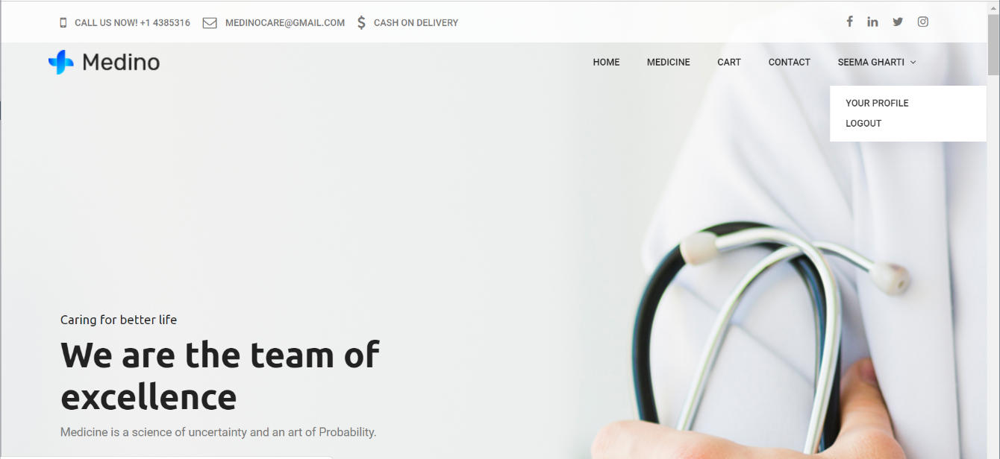 CALL US NOW! +1 4385316 MEDINOCARE@GMAIL.COM $ CASH ON DELIVERY
Medino
HOME MEDICINE CART CONTACT SEEMA GHARTI
YOUR PROFILE
LOGOUT
Caring for better life
We are the team of
excellence
Medicine is a science of uncertainty and an art of Probability.